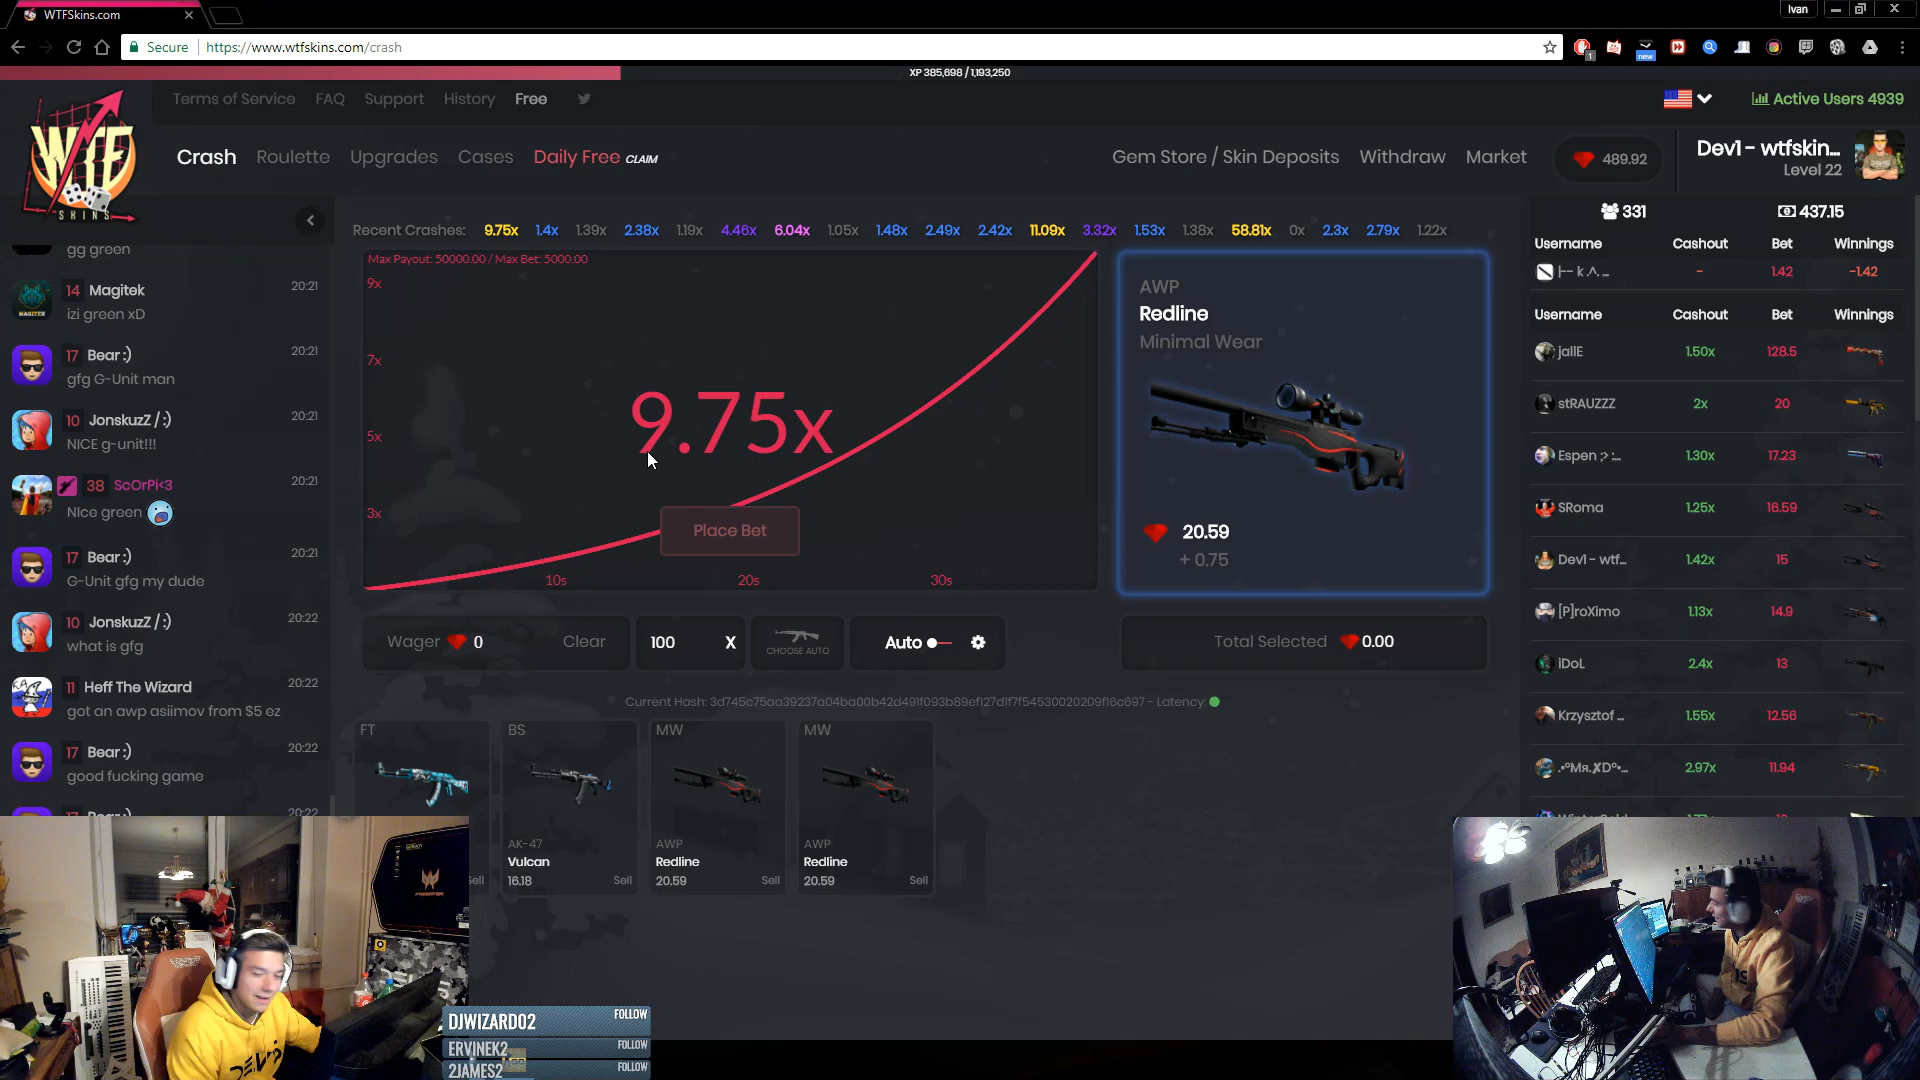 WTFSkins.com
Ivan
Secure
https://www.wtfskins.com/crash
1
new
XP 385,698 / 1,193,250
Terms of Service
FAQ
Support
History
Free
Active Users 4939
WTF
SKINS
Crash
Roulette
Upgrades
Cases
Daily Free CLAIM
Gem Store / Skin Deposits
Withdraw
Market
489.92
Dev1 - wtfskin...
Level 22
gg green
14 Magitek 20:21
izi green xD
17 Bear :) 20:21
gfg G-Unit man
10 JonskuzZ / :) 20:21
NICE g-unit!!!
38 ScOrPi<3 20:21
NIce green
17 Bear :) 20:21
G-Unit gfg my dude
10 JonskuzZ / :) 20:22
what is gfg
11 Heff The Wizard 20:22
got an awp asiimov from $5 ez
17 Bear :) 20:22
good fucking game
20:22
Recent Crashes: 9.75x 1.4x 1.39x 2.38x 1.19x 4.46x 6.04x 1.05x 1.48x 2.49x 2.42x 11.09x 3.32x 1.53x 1.38x 58.81x 0x 2.3x 2.79x 1.22x
Max Payout: 50000.00 / Max Bet: 5000.00
9x
7x
5x
3x
9.75x
Place Bet
10s
20s
30s
AWP
Redline
Minimal Wear
20.59
+ 0.75
Wager 0 Clear
100 X
CHOOSE AUTO
Auto
Total Selected 0.00
Current Hash: 3d745c75aa39237a04ba00b42d491f093b89ef127d1f7f54530020209f16c697 - Latency:
FT
BS
AK-47
Vulcan
16.18 Sell
MW
AWP
Redline
20.59 Sell
MW
AWP
Redline
20.59 Sell
331
437.15
Username Cashout Bet Winnings
- 1.42 -1.42
Username Cashout Bet Winnings
jallE 1.50x 128.5
stRAUZZZ 2x 20
Espen ;> :... 1.30x 17.23
SRoma 1.25x 16.59
Dev1 - wtf... 1.42x 15
[P]roXimo 1.13x 14.9
iDoL 2.4x 13
Krzysztof ... 1.55x 12.56
2.97x 11.94
PREDATOR
DJWIZARD02 FOLLOW
ERVINEK2 FOLLOW
2JAMES2 FOLLOW